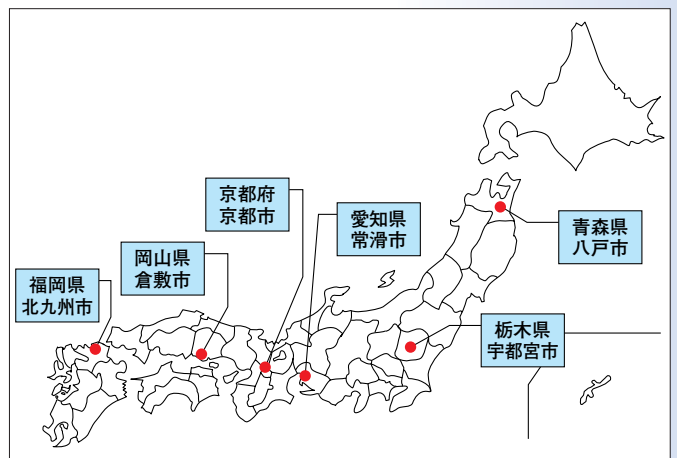 京都府
京都市
愛知県
常滑市
青森県
八戸市
岡山県
倉敷市
福岡県
北九州市
栃木県
宇都宮市